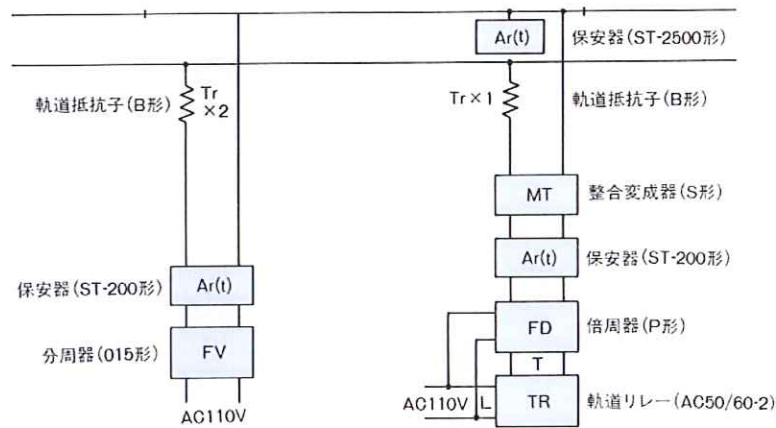 Ar(t)
保安器(ST-2500形)
軌道抵抗子(B形)
Tr
×2
Tr×1
軌道抵抗子(B形)
MT
整合変成器(S形)
Ar(t)
保安器(ST-200形)
保安器(ST-200形)
Ar(t)
FD
倍周器(P形)
分周器(015形)
FV
T
AC110V
AC110V
L
TR
軌道リレー(AC50/60-2)